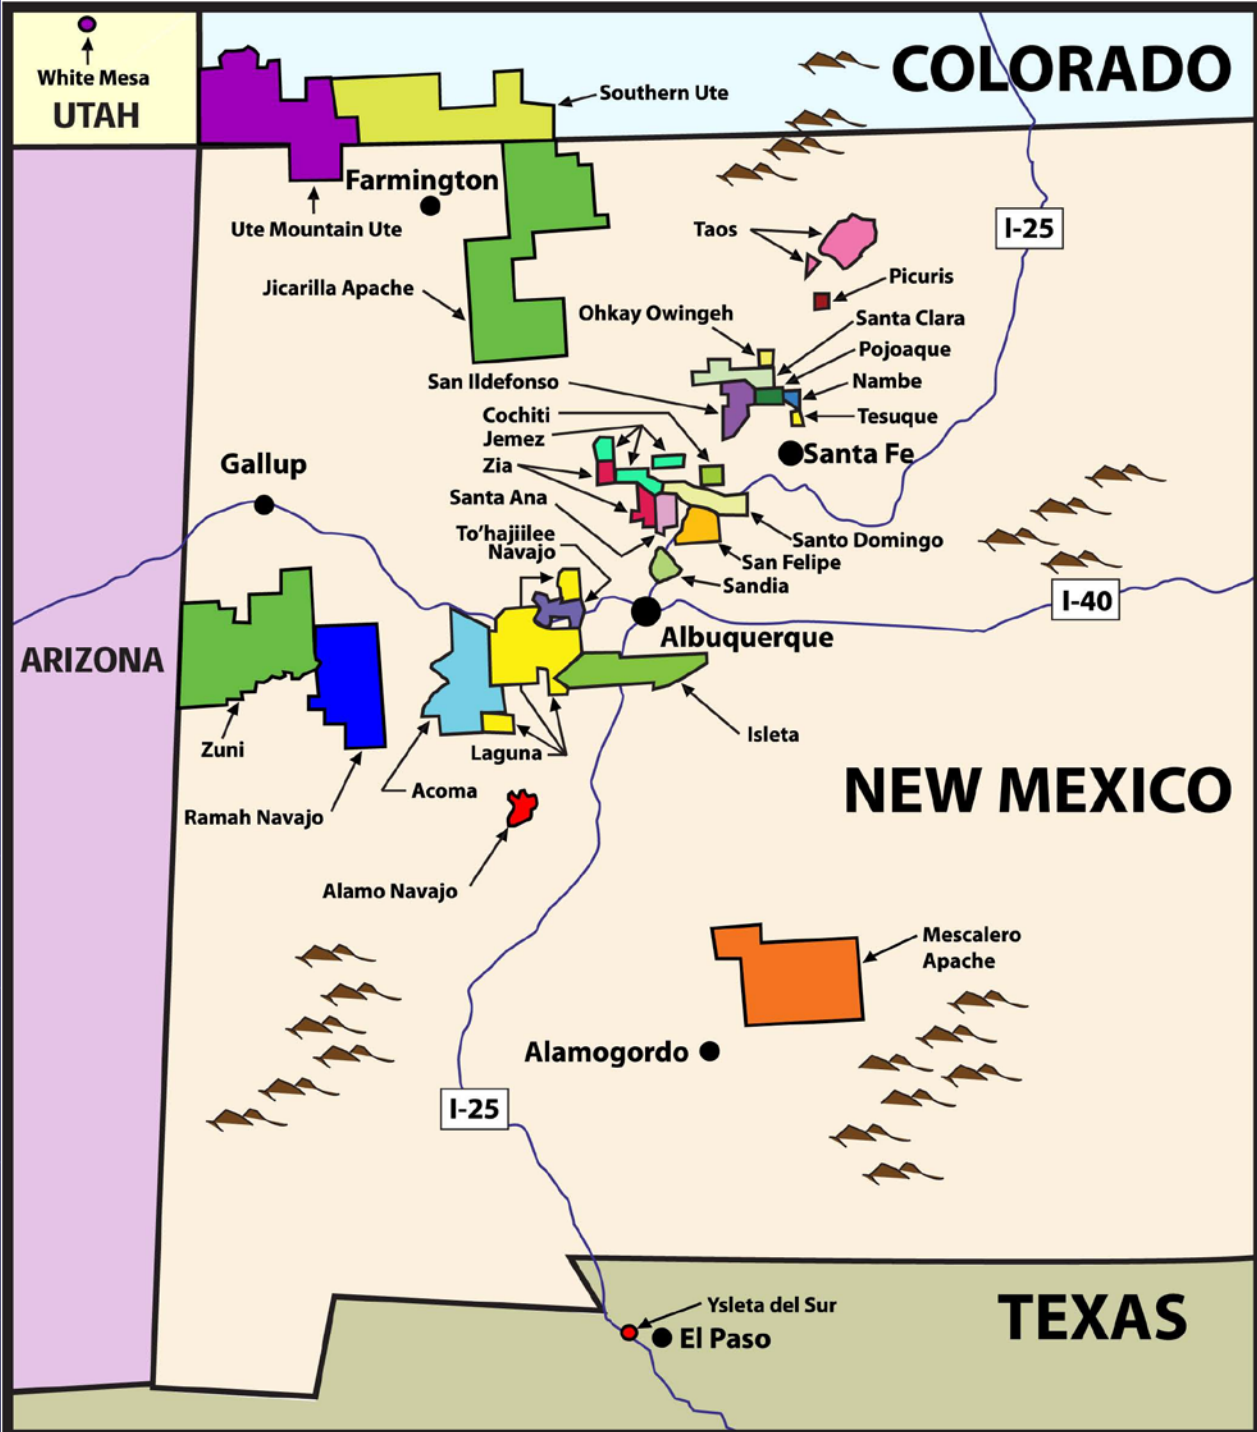 COLORADO
White Mesa
UTAH
Southern Ute
Farmington
Ute Mountain Ute
Taos
I-25
Jicarilla Apache
Picuris
Ohkay Owingeh
Santa Clara
Pojoaque
San Ildefonso
Nambe
Cochiti
Tesuque
Jemez
Santa Fe
Gallup
Zia
Santa Ana
To’hajiilee
Navajo
Santo Domingo
San Felipe
Sandia
I-40
Albuquerque
ARIZONA
Isleta
Zuni
Laguna
Acoma
NEW MEXICO
Ramah Navajo
Alamo Navajo
Mescalero
Apache
Alamogordo
I-25
Ysleta del Sur
TEXAS
El Paso